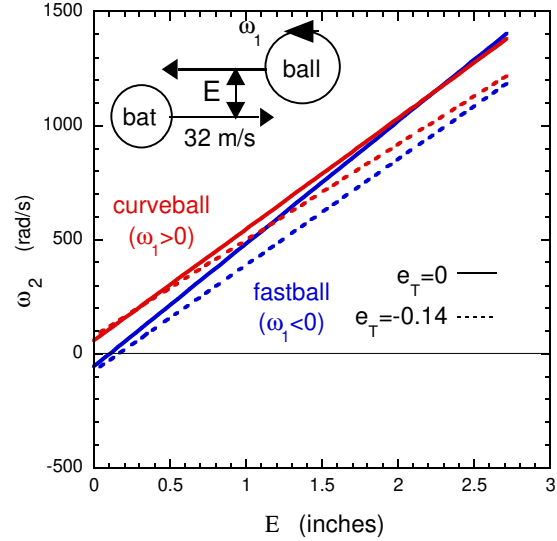 1500
1000
500
0
-500
ω₂ (rad/s)
ω₁
ball
E
bat
32 m/s
curveball
(ω₁>0)
fastball
(ω₁<0)
e_T=0
e_T=-0.14
0 0.5 1 1.5 2 2.5 3
E (inches)